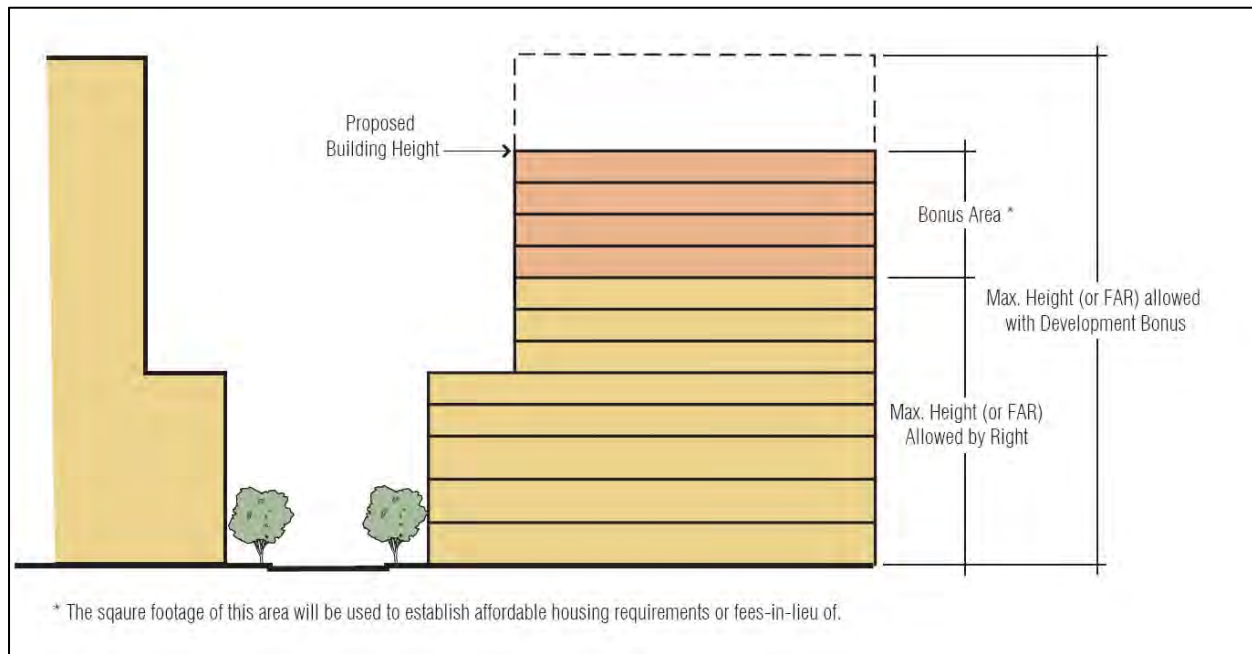 Proposed
Building Height
Bonus Area *
Max. Height (or FAR) allowed
with Development Bonus
Max. Height (or FAR)
Allowed by Right
* The sqaure footage of this area will be used to establish affordable housing requirements or fees-in-lieu of.